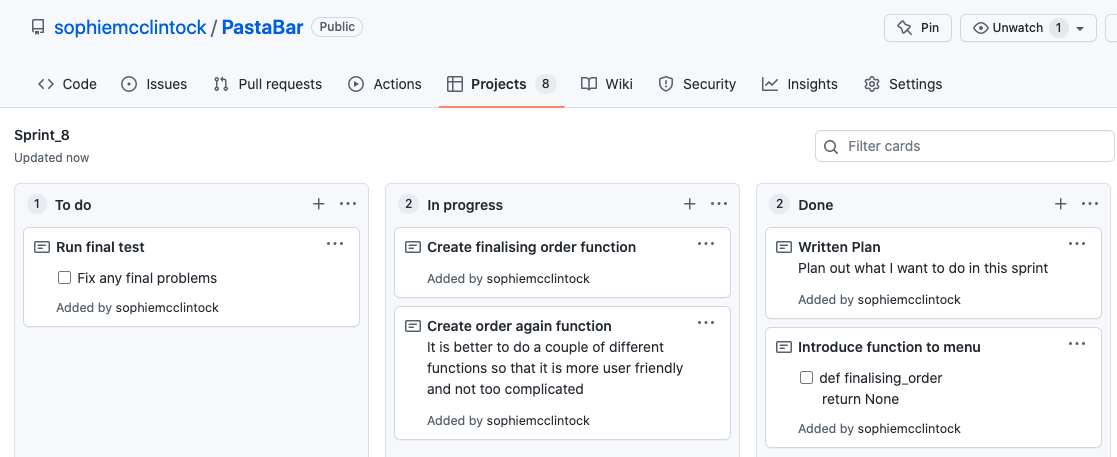 sophiemcclintock / PastaBar Public
Pin
Unwatch 1
Code
Issues
Pull requests
Actions
Projects 8
Wiki
Security
Insights
Settings
Sprint_8
Updated now
Filter cards
1 To do
Run final test
Fix any final problems
Added by sophiemcclintock
2 In progress
Create finalising order function
Added by sophiemcclintock
Create order again function
It is better to do a couple of different
functions so that it is more user friendly
and not too complicated
Added by sophiemcclintock
2 Done
Written Plan
Plan out what I want to do in this sprint
Added by sophiemcclintock
Introduce function to menu
def finalising_order
return None
Added by sophiemcclintock